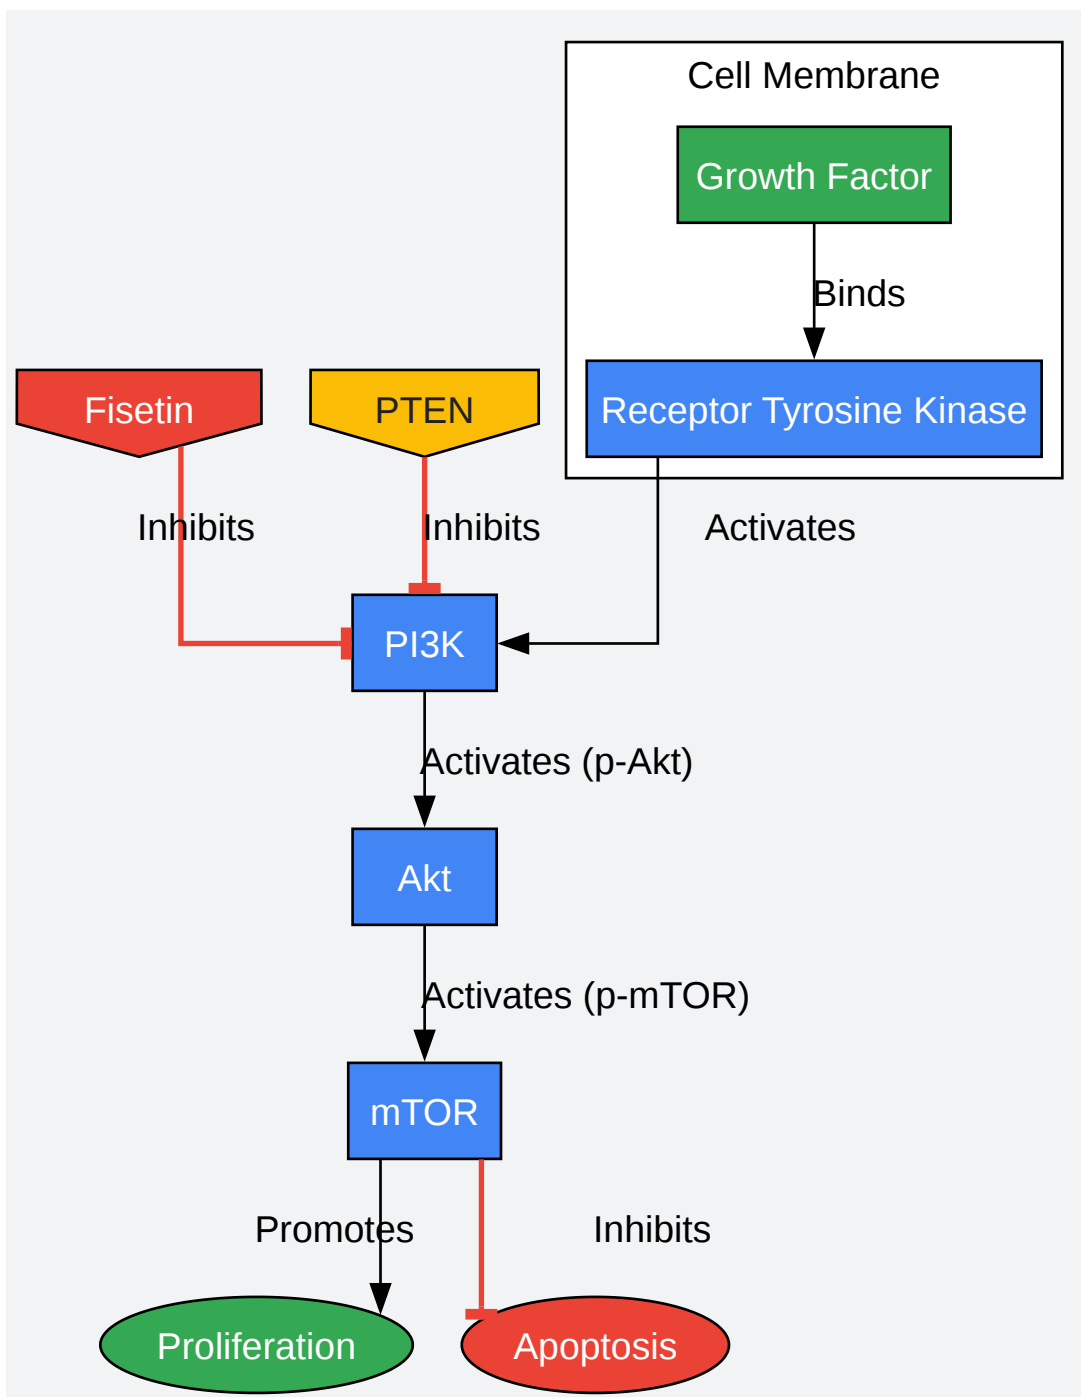 Cell Membrane
Growth Factor
Binds
Fisetin
PTEN
Receptor Tyrosine Kinase
Inhibits
Inhibits
Activates
PI3K
Activates (p-Akt)
Akt
Activates (p-mTOR)
mTOR
Promotes
Inhibits
Proliferation
Apoptosis